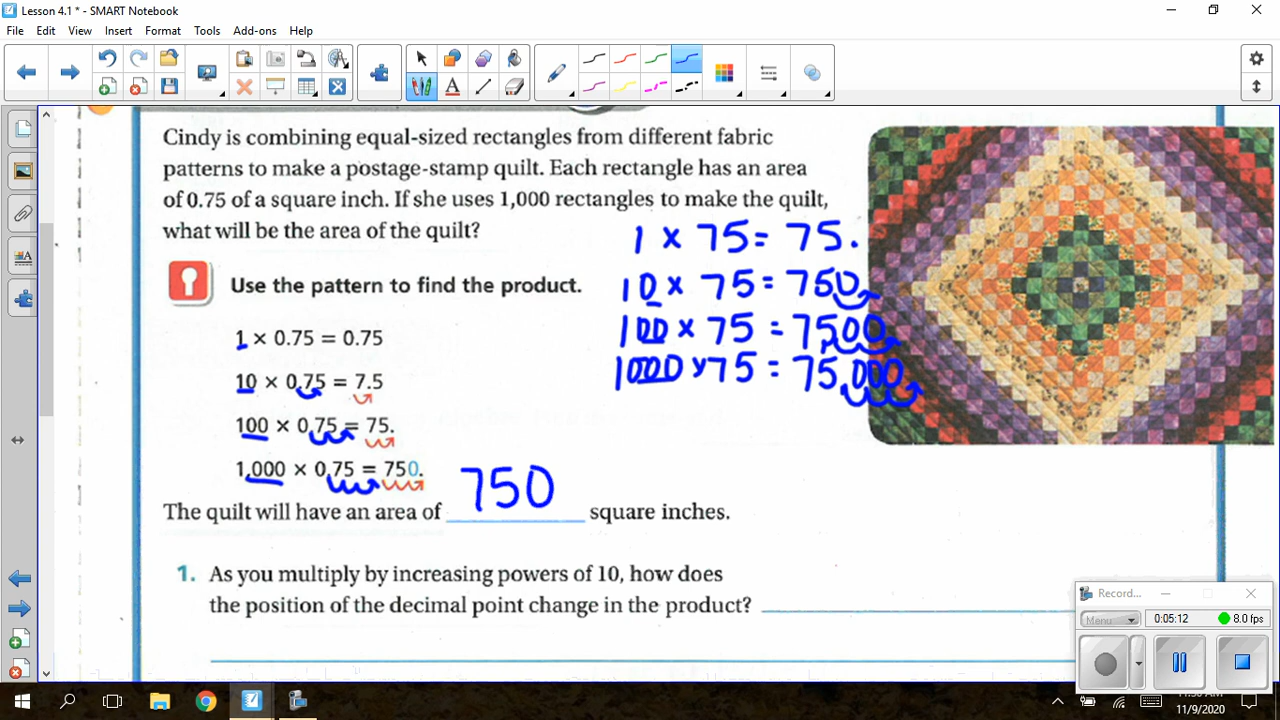 Lesson 4.1 * - SMART Notebook
File Edit View Insert Format Tools Add-ons Help
Cindy is combining equal-sized rectangles from different fabric
patterns to make a postage-stamp quilt. Each rectangle has an area
of 0.75 of a square inch. If she uses 1,000 rectangles to make the quilt,
what will be the area of the quilt?
1 × 75 = 75.
10 × 75 = 750
100 × 75 = 7500
1000 × 75 = 75,000
Use the pattern to find the product.
1 × 0.75 = 0.75
10 × 0.75 = 7.5
100 × 0.75 = 75.
1,000 × 0.75 = 750.
The quilt will have an area of 750 square inches.
1. As you multiply by increasing powers of 10, how does
the position of the decimal point change in the product?
Record...
Menu 0:05:12 8.0 fps
11/9/2020